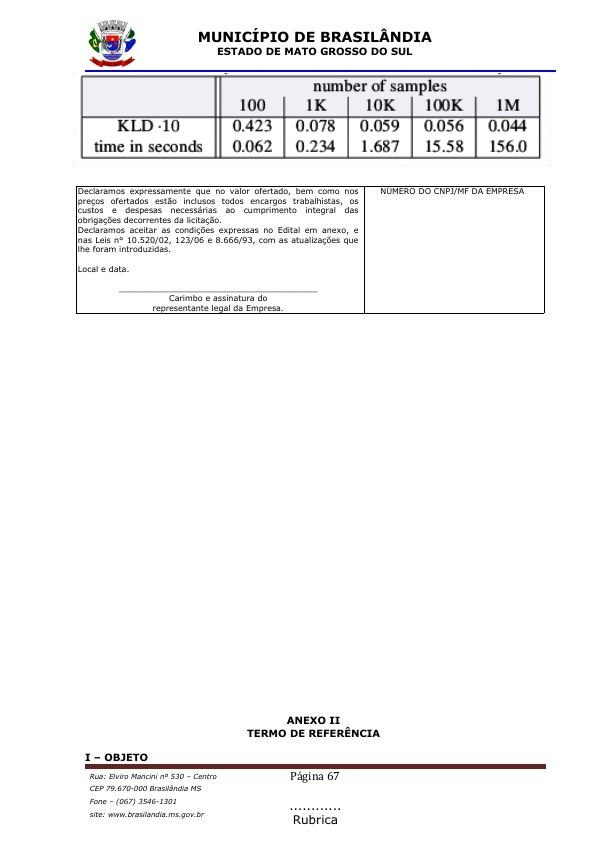 MUNICÍPIO DE BRASILÂNDIA
ESTADO DE MATO GROSSO DO SUL
number of samples
100 1K 10K 100K 1M
KLD ·10 0.423 0.078 0.059 0.056 0.044
time in seconds 0.062 0.234 1.687 15.58 156.0
Declaramos expressamente que no valor ofertado, bem como nos
preços ofertados estão inclusos todos encargos trabalhistas, os
custos e despesas necessárias ao cumprimento integral das
obrigações decorrentes da licitação.
Declaramos aceitar as condições expressas no Edital em anexo, e
nas Leis nº 10.520/02, 123/06 e 8.666/93, com as atualizações que
lhe foram introduzidas.
Local e data.
Carimbo e assinatura do
representante legal da Empresa.
NÚMERO DO CNPJ/MF DA EMPRESA
ANEXO II
TERMO DE REFERÊNCIA
I – OBJETO
Rua: Elviro Mancini nº 530 – Centro
CEP 79.670-000 Brasilândia MS
Fone – (067) 3546-1301
site: www.brasilandia.ms.gov.br
Página 67
............
Rubrica